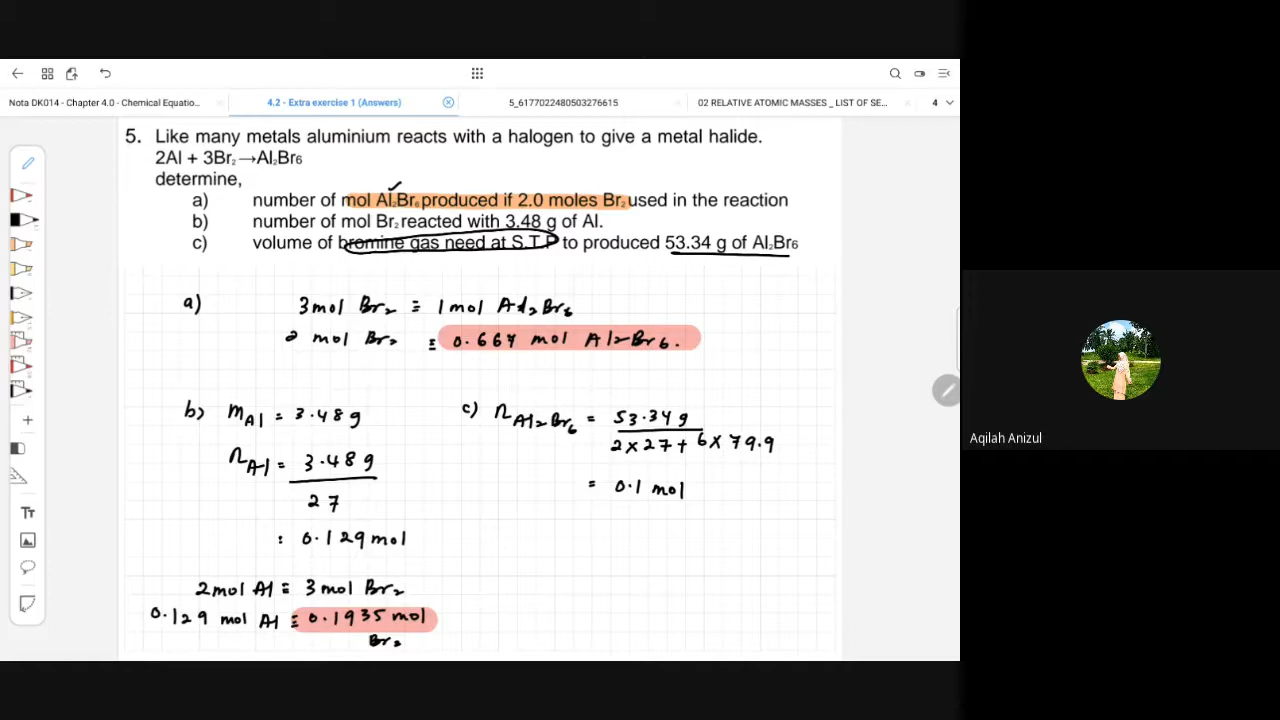 Nota DK014 - Chapter 4.0 - Chemical Equatio...
4.2 - Extra exercise 1 (Answers)
5_6177022480503276615
02 RELATIVE ATOMIC MASSES _ LIST OF SE...
4
5. Like many metals aluminium reacts with a halogen to give a metal halide.
2Al + 3Br₂ →Al₂Br₆
determine,
a) number of mol Al₂Br₆ produced if 2.0 moles Br₂ used in the reaction
b) number of mol Br₂ reacted with 3.48 g of Al.
c) volume of bromine gas need at S.T.P to produced 53.34 g of Al₂Br₆
a) 3 mol Br₂ ≡ 1 mol Al₂Br₆
2 mol Br₂ ≡ 0.667 mol Al₂Br₆.
b) m Al = 3.48 g
n Al = 3.48 g
27
= 0.129 mol
2 mol Al ≡ 3 mol Br₂
0.129 mol Al ≡ 0.1935 mol
Br₂
c) n Al₂Br₆ = 53.34 g
2 x 27 + 6 x 79.9
= 0.1 mol
Tт
Aqilah Anizul